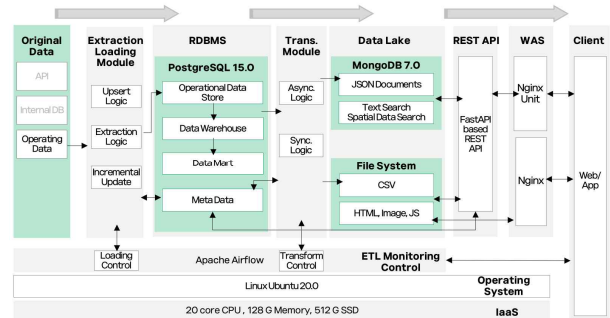 Original
Data
Extraction
Loading
Module
RDBMS
Trans.
Module
Data Lake
REST API
WAS
Client
API
Internal DB
Operating
Data
Upsert
Logic
Extraction
Logic
Incremental
Update
PostgreSQL 15.0
Operational Data
Store
Data Warehouse
Data Mart
Meta Data
Async.
Logic
Sync.
Logic
MongoDB 7.0
JSON Documents
Text Search
Spatial Data Search
File System
CSV
HTML, Image, JS
FastAPI
based
REST
API
Nginx
Unit
Nginx
Web/
App
Loading
Control
Apache Airflow
Transform
Control
ETL Monitoring
Control
Linux Ubuntu 20.0
Operating
System
20 core CPU , 128 G Memory, 512 G SSD
IaaS